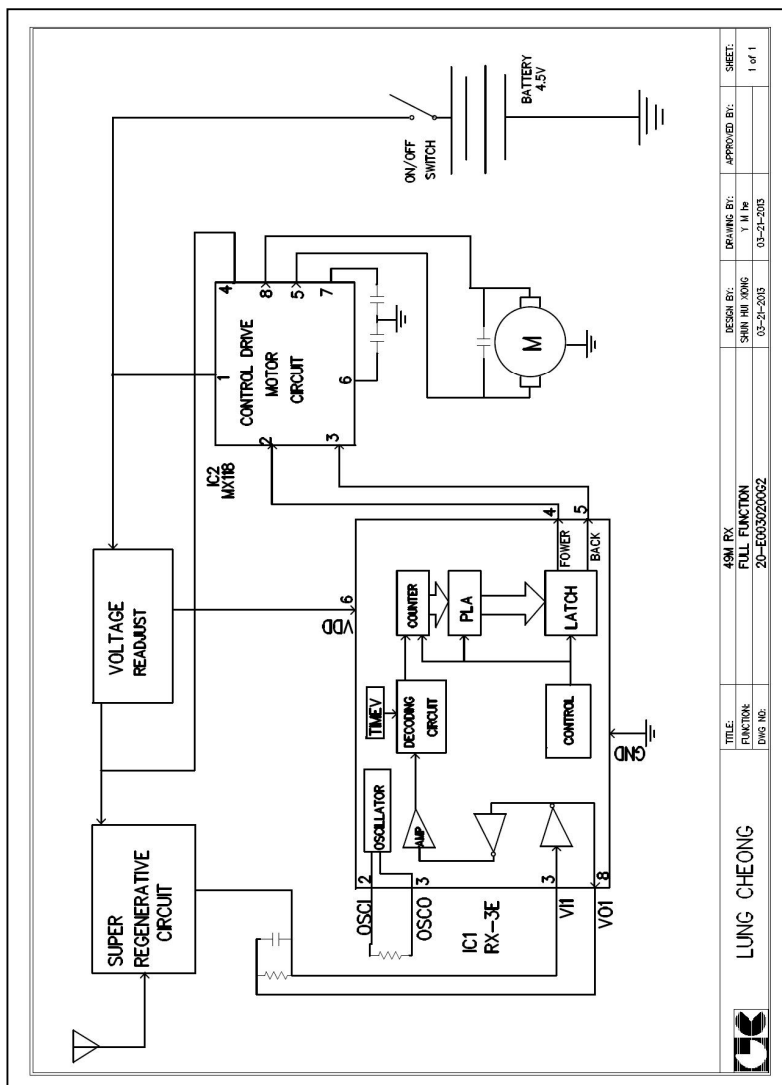 SUPER
REGENERATIVE
CIRCUIT
VOLTAGE
READJUST
IC2
MX118
CONTROL DRIVE
MOTOR
CIRCUIT
1
2
3
4
8
5
7
6
ON/OFF
SWITCH
BATTERY
4.5V
M
VDD
6
IC1
RX-3E
OSCI
2
OSCO
3
VI1
3
VO1
8
OSCILLATOR
AMP
TIMEV
DECODING
CIRCUIT
COUNTER
PLA
LATCH
CONTROL
FOWER
4
BACK
5
GND
LUNG CHEONG
TITLE:
49M RX
FUNCTION:
FULL FUNCTION
DWG NO:
20-E0030200G2
DESIGN BY:
SHUN HUI XIONG
03-21-2013
DRAWING BY:
Y M he
03-21-2013
APPROVED BY:
SHEET:
1 of 1